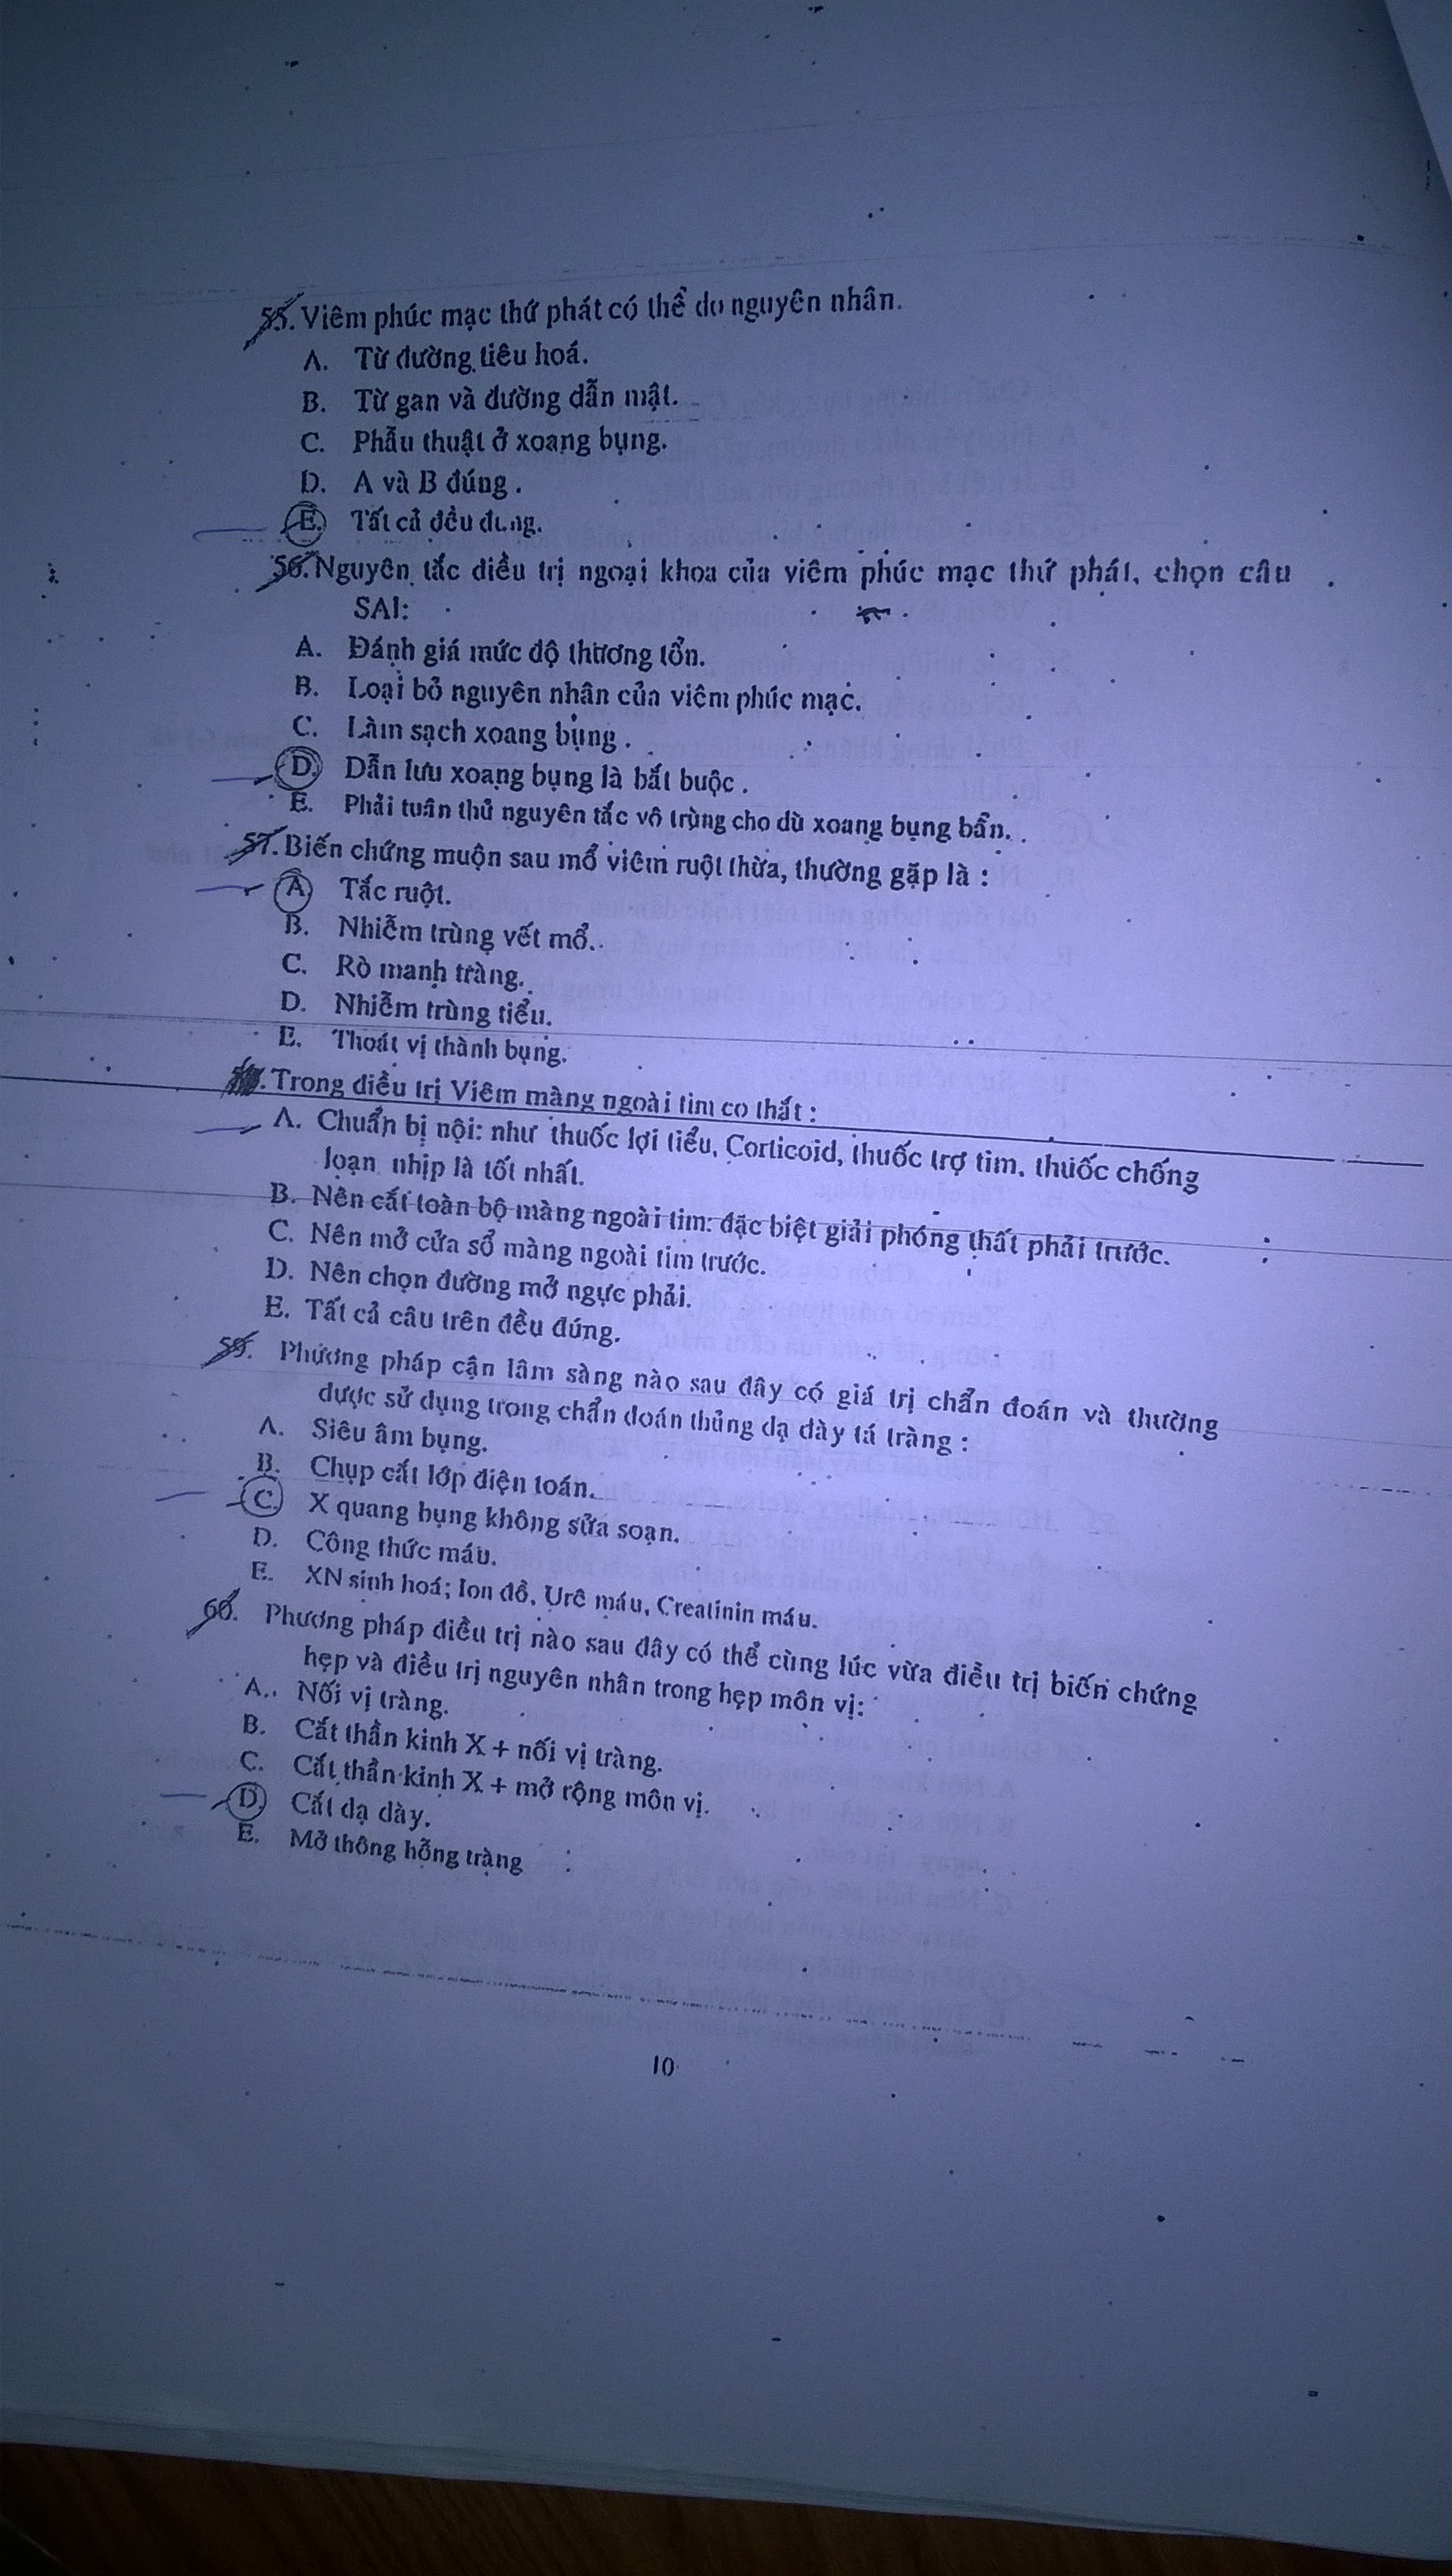 55. Viêm phúc mạc thứ phát có thể do nguyên nhân.
A. Từ đường tiêu hoá.
B. Từ gan và đường dẫn mật.
C. Phẫu thuật ở xoang bụng.
D. A và B đúng .
E. Tất cả đều đúng.
56. Nguyên tắc điều trị ngoại khoa của viêm phúc mạc thứ phát, chọn câu
SAI:
A. Đánh giá mức độ thương tổn.
B. Loại bỏ nguyên nhân của viêm phúc mạc.
C. Làm sạch xoang bụng .
D. Dẫn lưu xoang bụng là bắt buộc .
E. Phải tuân thủ nguyên tắc vô trùng cho dù xoang bụng bẩn.
57. Biến chứng muộn sau mổ viêm ruột thừa, thường gặp là :
A. Tắc ruột.
B. Nhiễm trùng vết mổ.
C. Rò manh tràng.
D. Nhiễm trùng tiểu.
E. Thoát vị thành bụng.
Trong điều trị Viêm màng ngoài tim co thắt :
A. Chuẩn bị nội: như thuốc lợi tiểu, Corticoid, thuốc trợ tim, thuốc chống
loạn nhịp là tốt nhất.
B. Nên cắt toàn bộ màng ngoài tim: đặc biệt giải phóng thất phải trước.
C. Nên mở cửa sổ màng ngoài tim trước.
D. Nên chọn đường mở ngực phải.
E. Tất cả câu trên đều đúng.
59. Phương pháp cận lâm sàng nào sau đây có giá trị chẩn đoán và thường
được sử dụng trong chẩn đoán thủng dạ dày tá tràng :
A. Siêu âm bụng.
B. Chụp cắt lớp điện toán.
C. X quang bụng không sửa soạn.
D. Công thức máu.
E. XN sinh hoá; Ion đồ, Urê máu, Creatinin máu.
60. Phương pháp điều trị nào sau đây có thể cùng lúc vừa điều trị biến chứng
hẹp và điều trị nguyên nhân trong hẹp môn vị:
A. Nối vị tràng.
B. Cắt thần kinh X + nối vị tràng.
C. Cắt thần kinh X + mở rộng môn vị.
D. Cắt dạ dày.
E. Mở thông hỗng tràng
10